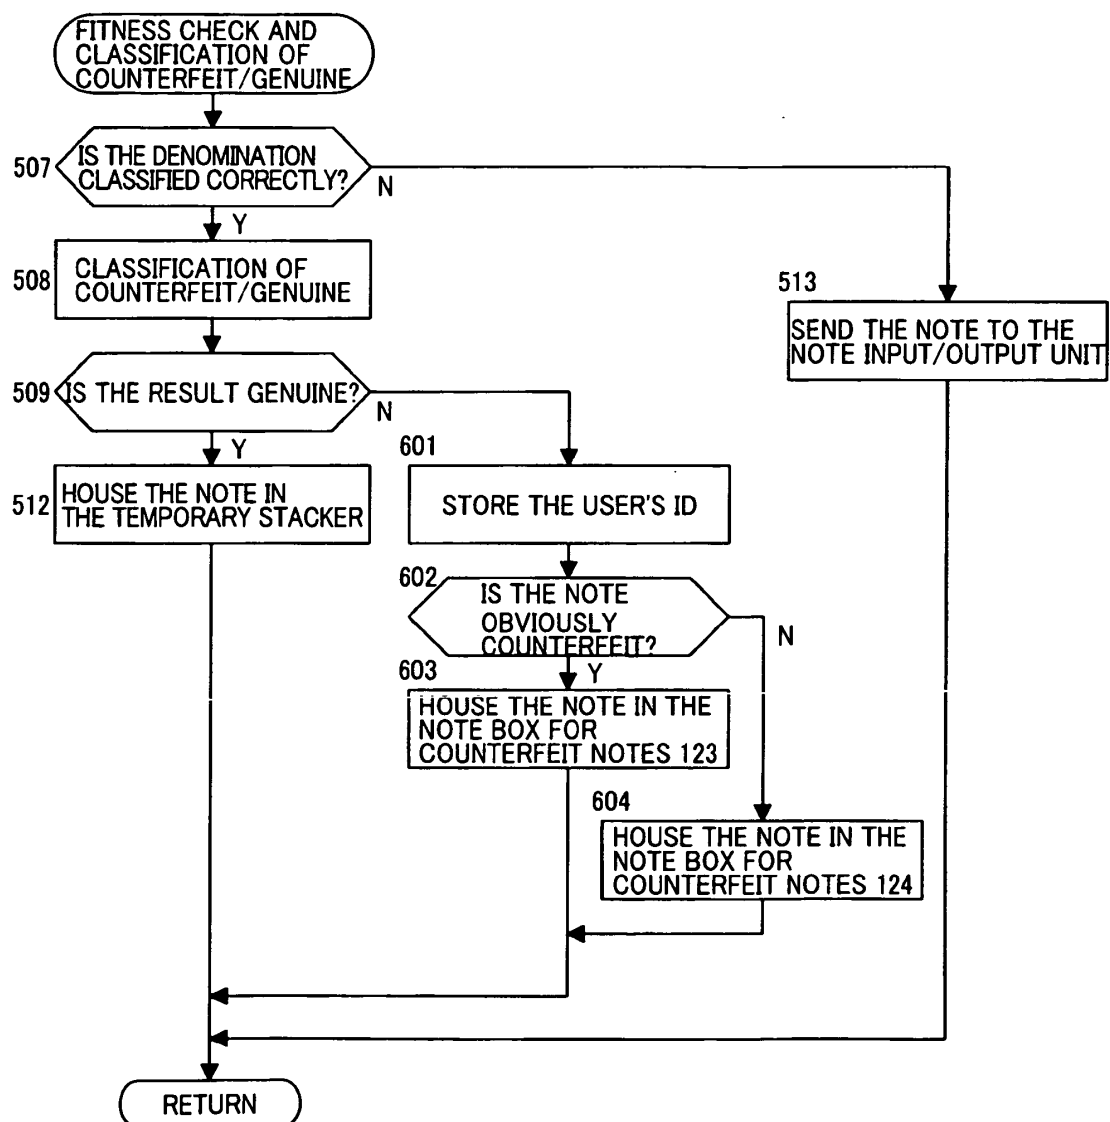 FITNESS CHECK AND
CLASSIFICATION OF
COUNTERFEIT/GENUINE
507
IS THE DENOMINATION
CLASSIFIED CORRECTLY?
N
Y
508
CLASSIFICATION OF
COUNTERFEIT/GENUINE
513
SEND THE NOTE TO THE
NOTE INPUT/OUTPUT UNIT
509
IS THE RESULT GENUINE?
N
Y
601
STORE THE USER'S ID
512
HOUSE THE NOTE IN
THE TEMPORARY STACKER
602
IS THE NOTE
OBVIOUSLY
COUNTERFEIT?
N
Y
603
HOUSE THE NOTE IN THE
NOTE BOX FOR
COUNTERFEIT NOTES 123
604
HOUSE THE NOTE IN THE
NOTE BOX FOR
COUNTERFEIT NOTES 124
RETURN